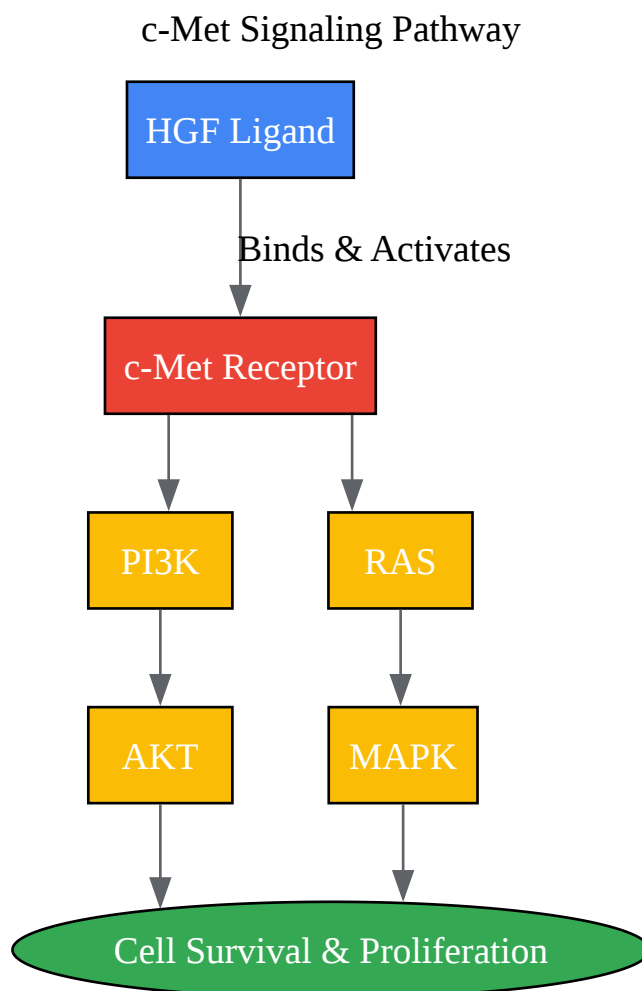 c-Met Signaling Pathway
HGF Ligand
Binds & Activates
c-Met Receptor
PI3K
RAS
AKT
MAPK
Cell Survival & Proliferation